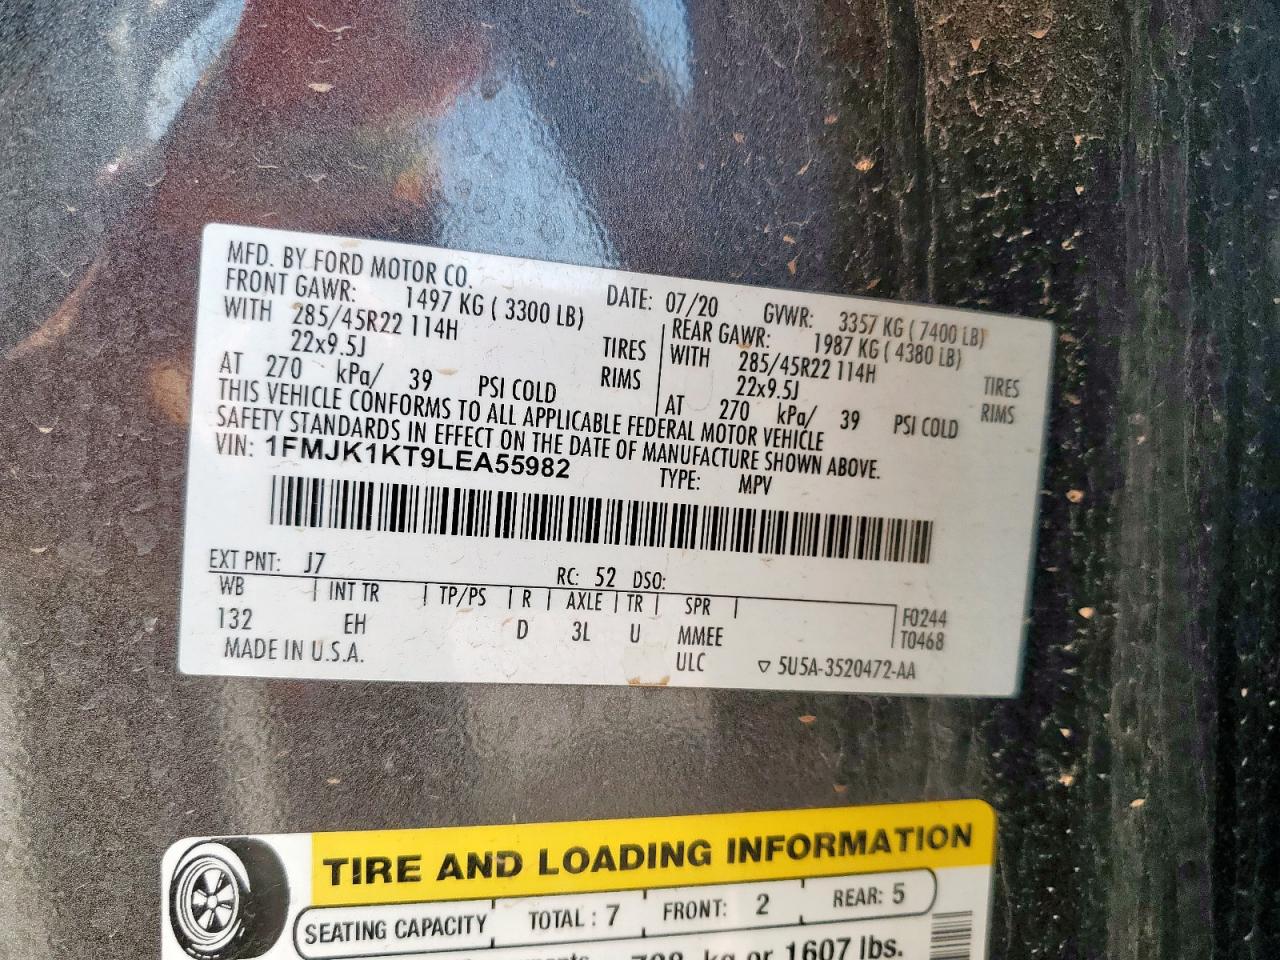 MFD. BY FORD MOTOR CO.
DATE: 07/20 GVWR: 3357 KG ( 7400 LB)
FRONT GAWR: 1497 KG ( 3300 LB)
WITH 285/45R22 114H TIRES
22x9.5J RIMS
AT 270 kPa/ 39 PSI COLD
REAR GAWR: 1987 KG ( 4380 LB)
WITH 285/45R22 114H TIRES
22x9.5J RIMS
AT 270 kPa/ 39 PSI COLD
THIS VEHICLE CONFORMS TO ALL APPLICABLE FEDERAL MOTOR VEHICLE
SAFETY STANDARDS IN EFFECT ON THE DATE OF MANUFACTURE SHOWN ABOVE.
VIN: 1FMJK1KT9LEA55982 TYPE: MPV
EXT PNT: J7 RC: 52 DSO:
WB INT TR TP/PS R AXLE TR SPR F0244
132 EH D 3L U MMEE T0468
MADE IN U.S.A. ULC ▽ 5U5A-3520472-AA
TIRE AND LOADING INFORMATION
SEATING CAPACITY TOTAL : 7 FRONT: 2 REAR: 5
kg or 1607 lbs.